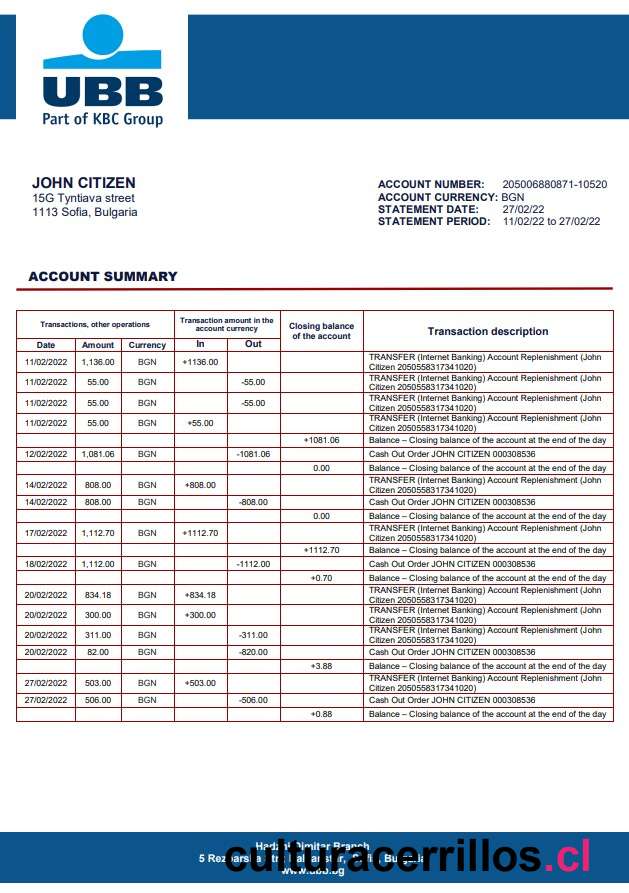 UBB
Part of KBC Group
JOHN CITIZEN
15G Tyntiava street
1113 Sofia, Bulgaria
ACCOUNT NUMBER: 205006880871-10520
ACCOUNT CURRENCY: BGN
STATEMENT DATE: 27/02/22
STATEMENT PERIOD: 11/02/22 to 27/02/22
ACCOUNT SUMMARY
Transactions, other operations
Transaction amount in the
account currency
Closing balance
of the account
Transaction description
Date Amount Currency In Out
11/02/2022 1,136.00 BGN +1136.00 TRANSFER (Internet Banking) Account Replenishment (John
Citizen 2050558317341020)
11/02/2022 55.00 BGN -55.00 TRANSFER (Internet Banking) Account Replenishment (John
Citizen 2050558317341020)
11/02/2022 55.00 BGN -55.00 TRANSFER (Internet Banking) Account Replenishment (John
Citizen 2050558317341020)
11/02/2022 55.00 BGN +55.00 TRANSFER (Internet Banking) Account Replenishment (John
Citizen 2050558317341020)
+1081.06 Balance – Closing balance of the account at the end of the day
12/02/2022 1,081.06 BGN -1081.06 Cash Out Order JOHN CITIZEN 000308536
0.00 Balance – Closing balance of the account at the end of the day
14/02/2022 808.00 BGN +808.00 TRANSFER (Internet Banking) Account Replenishment (John
Citizen 2050558317341020)
14/02/2022 808.00 BGN -808.00 Cash Out Order JOHN CITIZEN 000308536
0.00 Balance – Closing balance of the account at the end of the day
17/02/2022 1,112.70 BGN +1112.70 TRANSFER (Internet Banking) Account Replenishment (John
Citizen 2050558317341020)
+1112.70 Balance – Closing balance of the account at the end of the day
18/02/2022 1,112.00 BGN -1112.00 Cash Out Order JOHN CITIZEN 000308536
+0.70 Balance – Closing balance of the account at the end of the day
20/02/2022 834.18 BGN +834.18 TRANSFER (Internet Banking) Account Replenishment (John
Citizen 2050558317341020)
20/02/2022 300.00 BGN +300.00 TRANSFER (Internet Banking) Account Replenishment (John
Citizen 2050558317341020)
20/02/2022 311.00 BGN -311.00 TRANSFER (Internet Banking) Account Replenishment (John
Citizen 2050558317341020)
20/02/2022 82.00 BGN -820.00 Cash Out Order JOHN CITIZEN 000308536
+3.88 Balance – Closing balance of the account at the end of the day
27/02/2022 503.00 BGN +503.00 TRANSFER (Internet Banking) Account Replenishment (John
Citizen 2050558317341020)
27/02/2022 506.00 BGN -506.00 Cash Out Order JOHN CITIZEN 000308536
+0.88 Balance – Closing balance of the account at the end of the day
Dimitar Branch
5
www.ubb.bg
culturacerrillos.cl